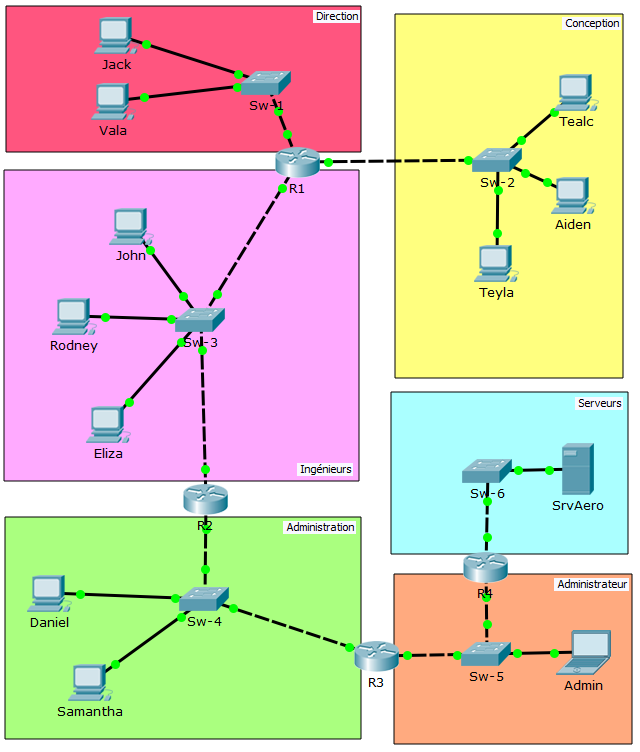 Direction
Jack
Sw-1
Vala
R1
Conception
Tealc
Sw-2
Aiden
Teyla
John
Rodney
Sw-3
Eliza
Ingénieurs
R2
Serveurs
Sw-6
SrvAero
R4
Administration
Daniel
Sw-4
Samantha
R3
Administrateur
Sw-5
Admin